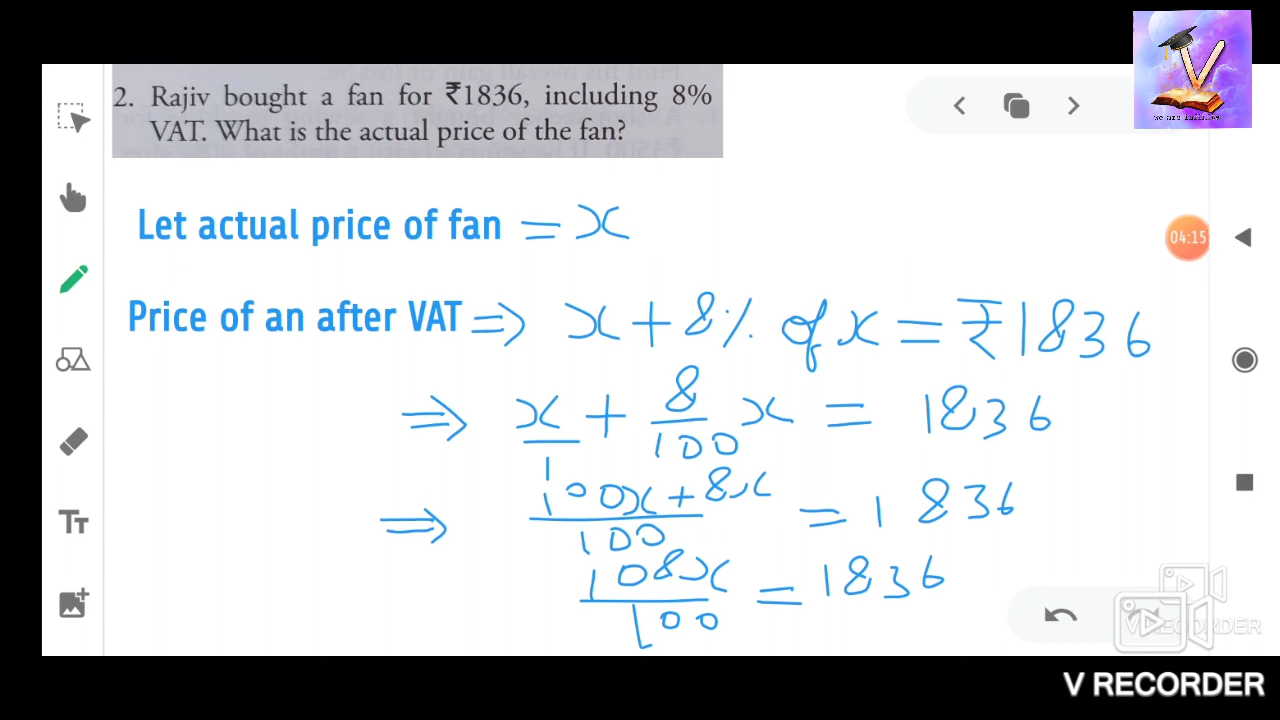 2. Rajiv bought a fan for ₹1836, including 8%
VAT. What is the actual price of the fan?
Let actual price of fan = x
04:15
Price of an after VAT ⇒ x + 8% of x = ₹1836
⇒ x/1 + 8/100 x = 1836
⇒ 100x + 8x/100 = 1836
108x/100 = 1836
TT
V RECORDER
V RECORDER